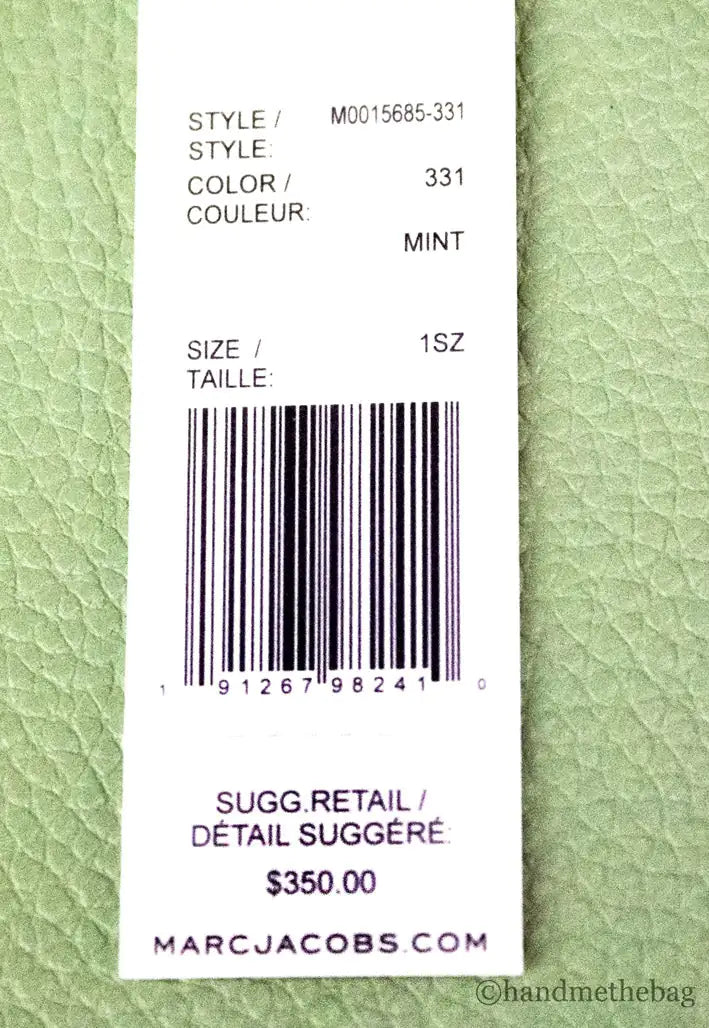 STYLE / M0015685-331
STYLE:
COLOR / 331
COULEUR:
MINT
SIZE / 1SZ
TAILLE:
1 91267 98241 0
SUGG.RETAIL /
DÉTAIL SUGGÉRÉ:
$350.00
MARCJACOBS.COM
©handmethebag